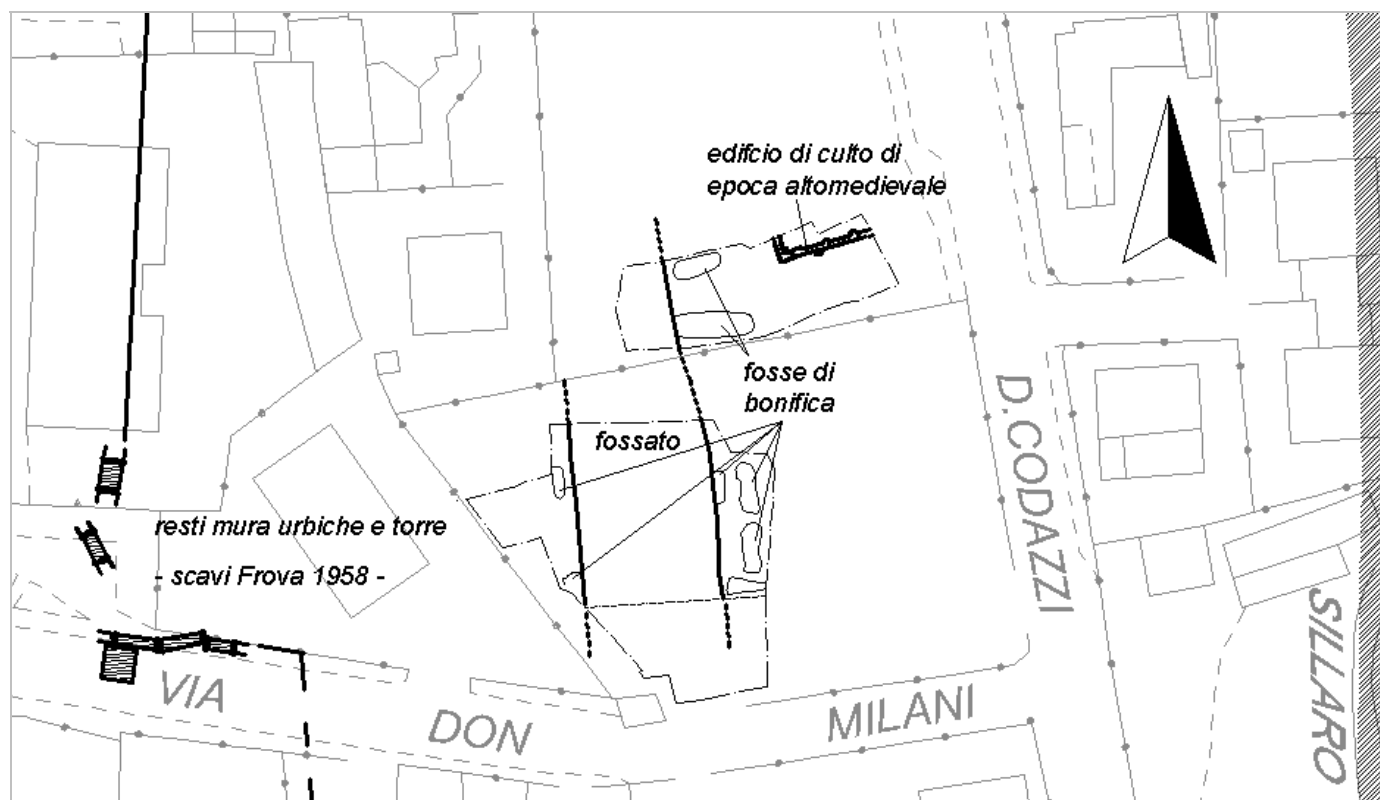 edifcio di culto di
epoca altomedievale
fosse di
bonifica
fossato
D.CODAZZI
resti mura urbiche e torre
- scavi Frova 1958 -
SILLARO
VIA
DON
MILANI